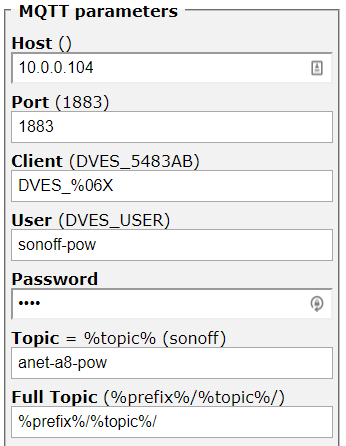 MQTT parameters
Host ()
10.0.0.104
Port (1883)
1883
Client (DVES_5483AB)
DVES_%06X
User (DVES_USER)
sonoff-pow
Password
••••
Topic = %topic% (sonoff)
anet-a8-pow
Full Topic (%prefix%/%topic%/)
%prefix%/%topic%/